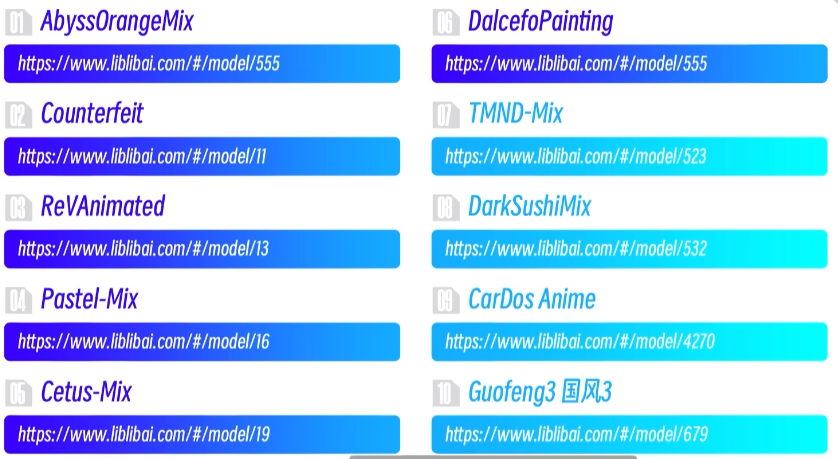 01 AbyssOrangeMix
https://www.liblibai.com/#/model/555
02 Counterfeit
https://www.liblibai.com/#/model/11
03 ReVAnimated
https://www.liblibai.com/#/model/13
04 Pastel-Mix
https://www.liblibai.com/#/model/16
05 Cetus-Mix
https://www.liblibai.com/#/model/19
06 DalcefoPainting
https://www.liblibai.com/#/model/555
07 TMND-Mix
https://www.liblibai.com/#/model/523
08 DarkSushiMix
https://www.liblibai.com/#/model/532
09 CarDos Anime
https://www.liblibai.com/#/model/4270
10 Guofeng3 国风3
https://www.liblibai.com/#/model/679